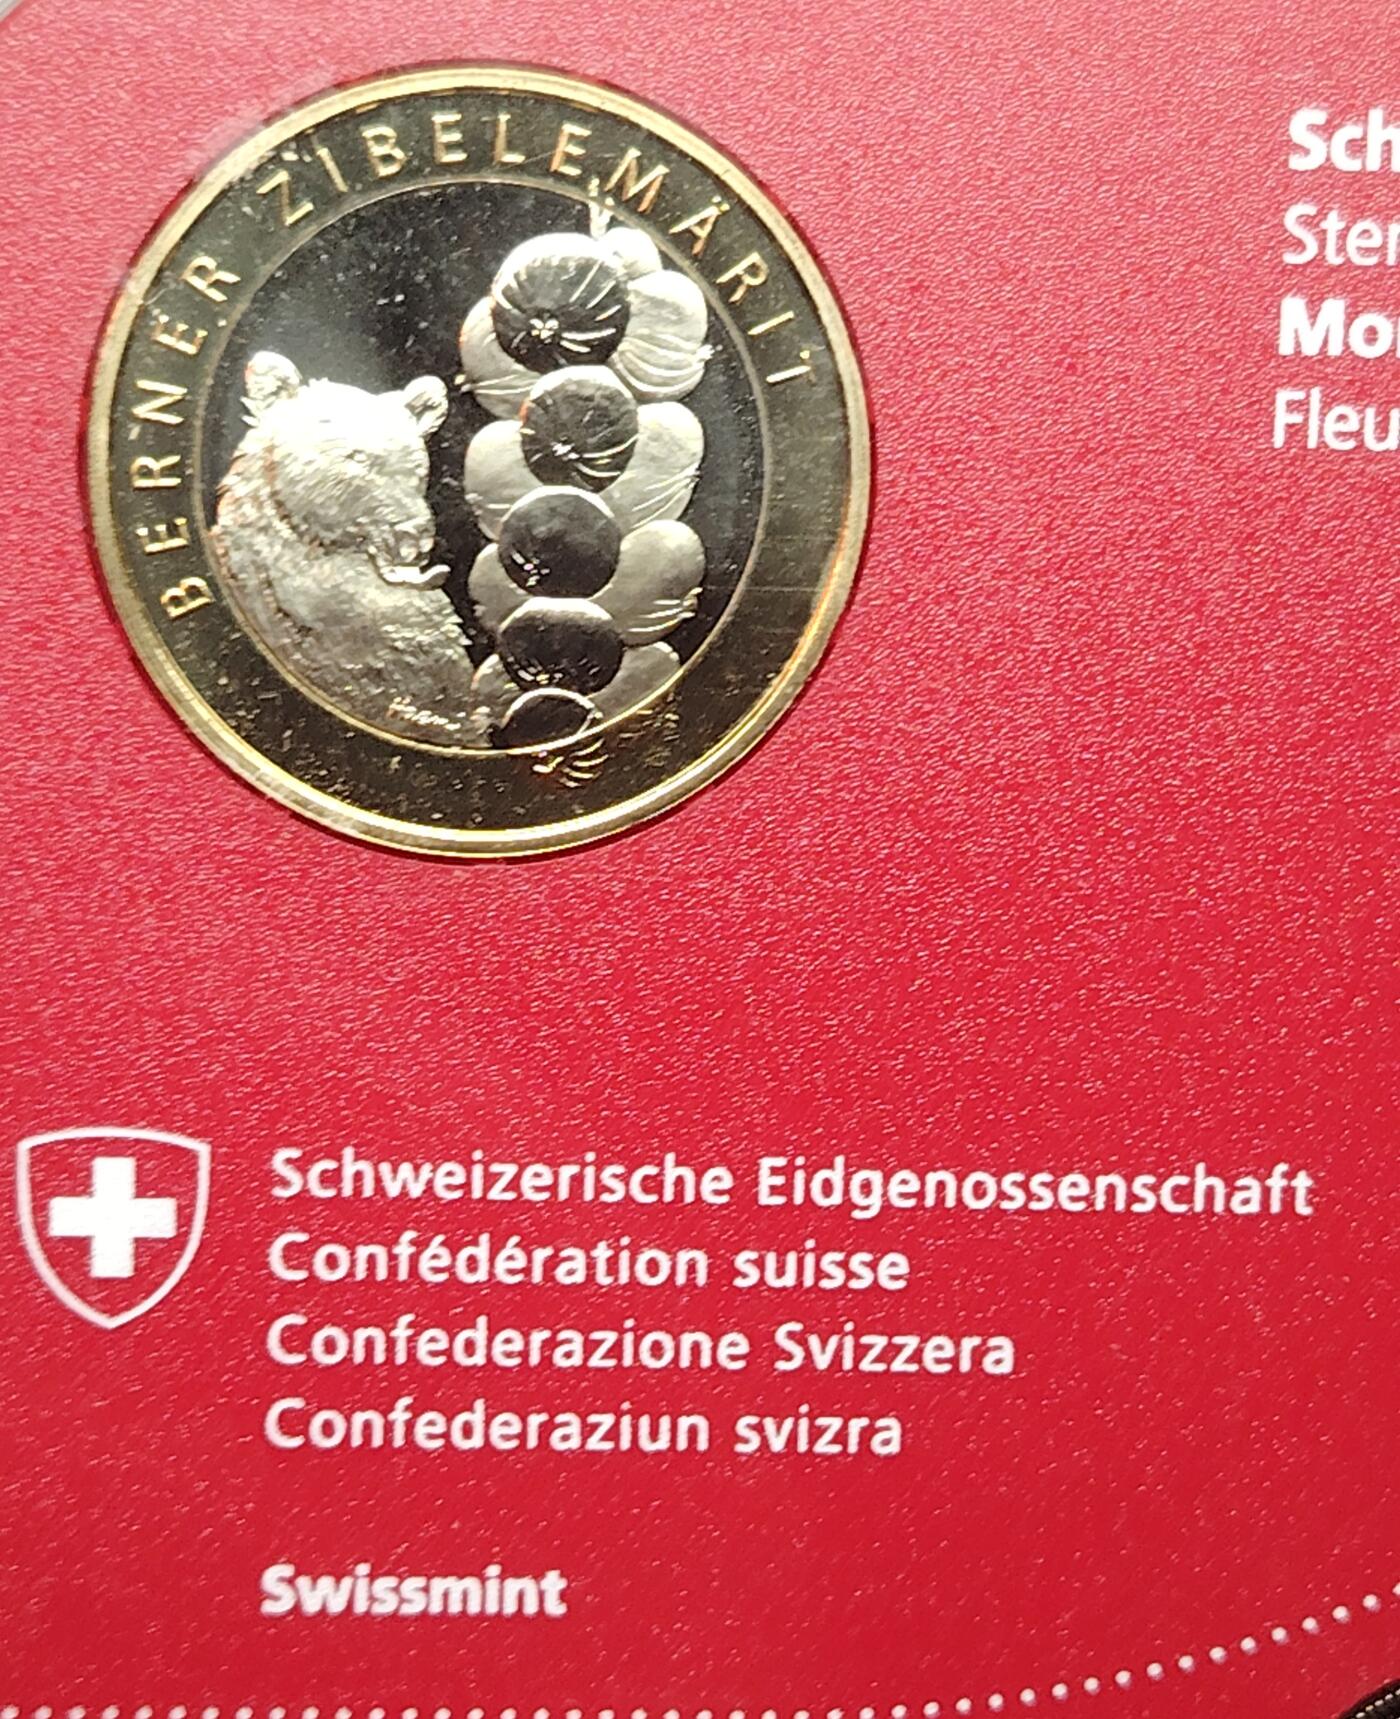 BERNER ZIBELEMÄRIT
Sch
Ster
Mo
Fleu
Schweizerische Eidgenossenschaft
Confédération suisse
Confederazione Svizzera
Confederaziun svizra
Swissmint